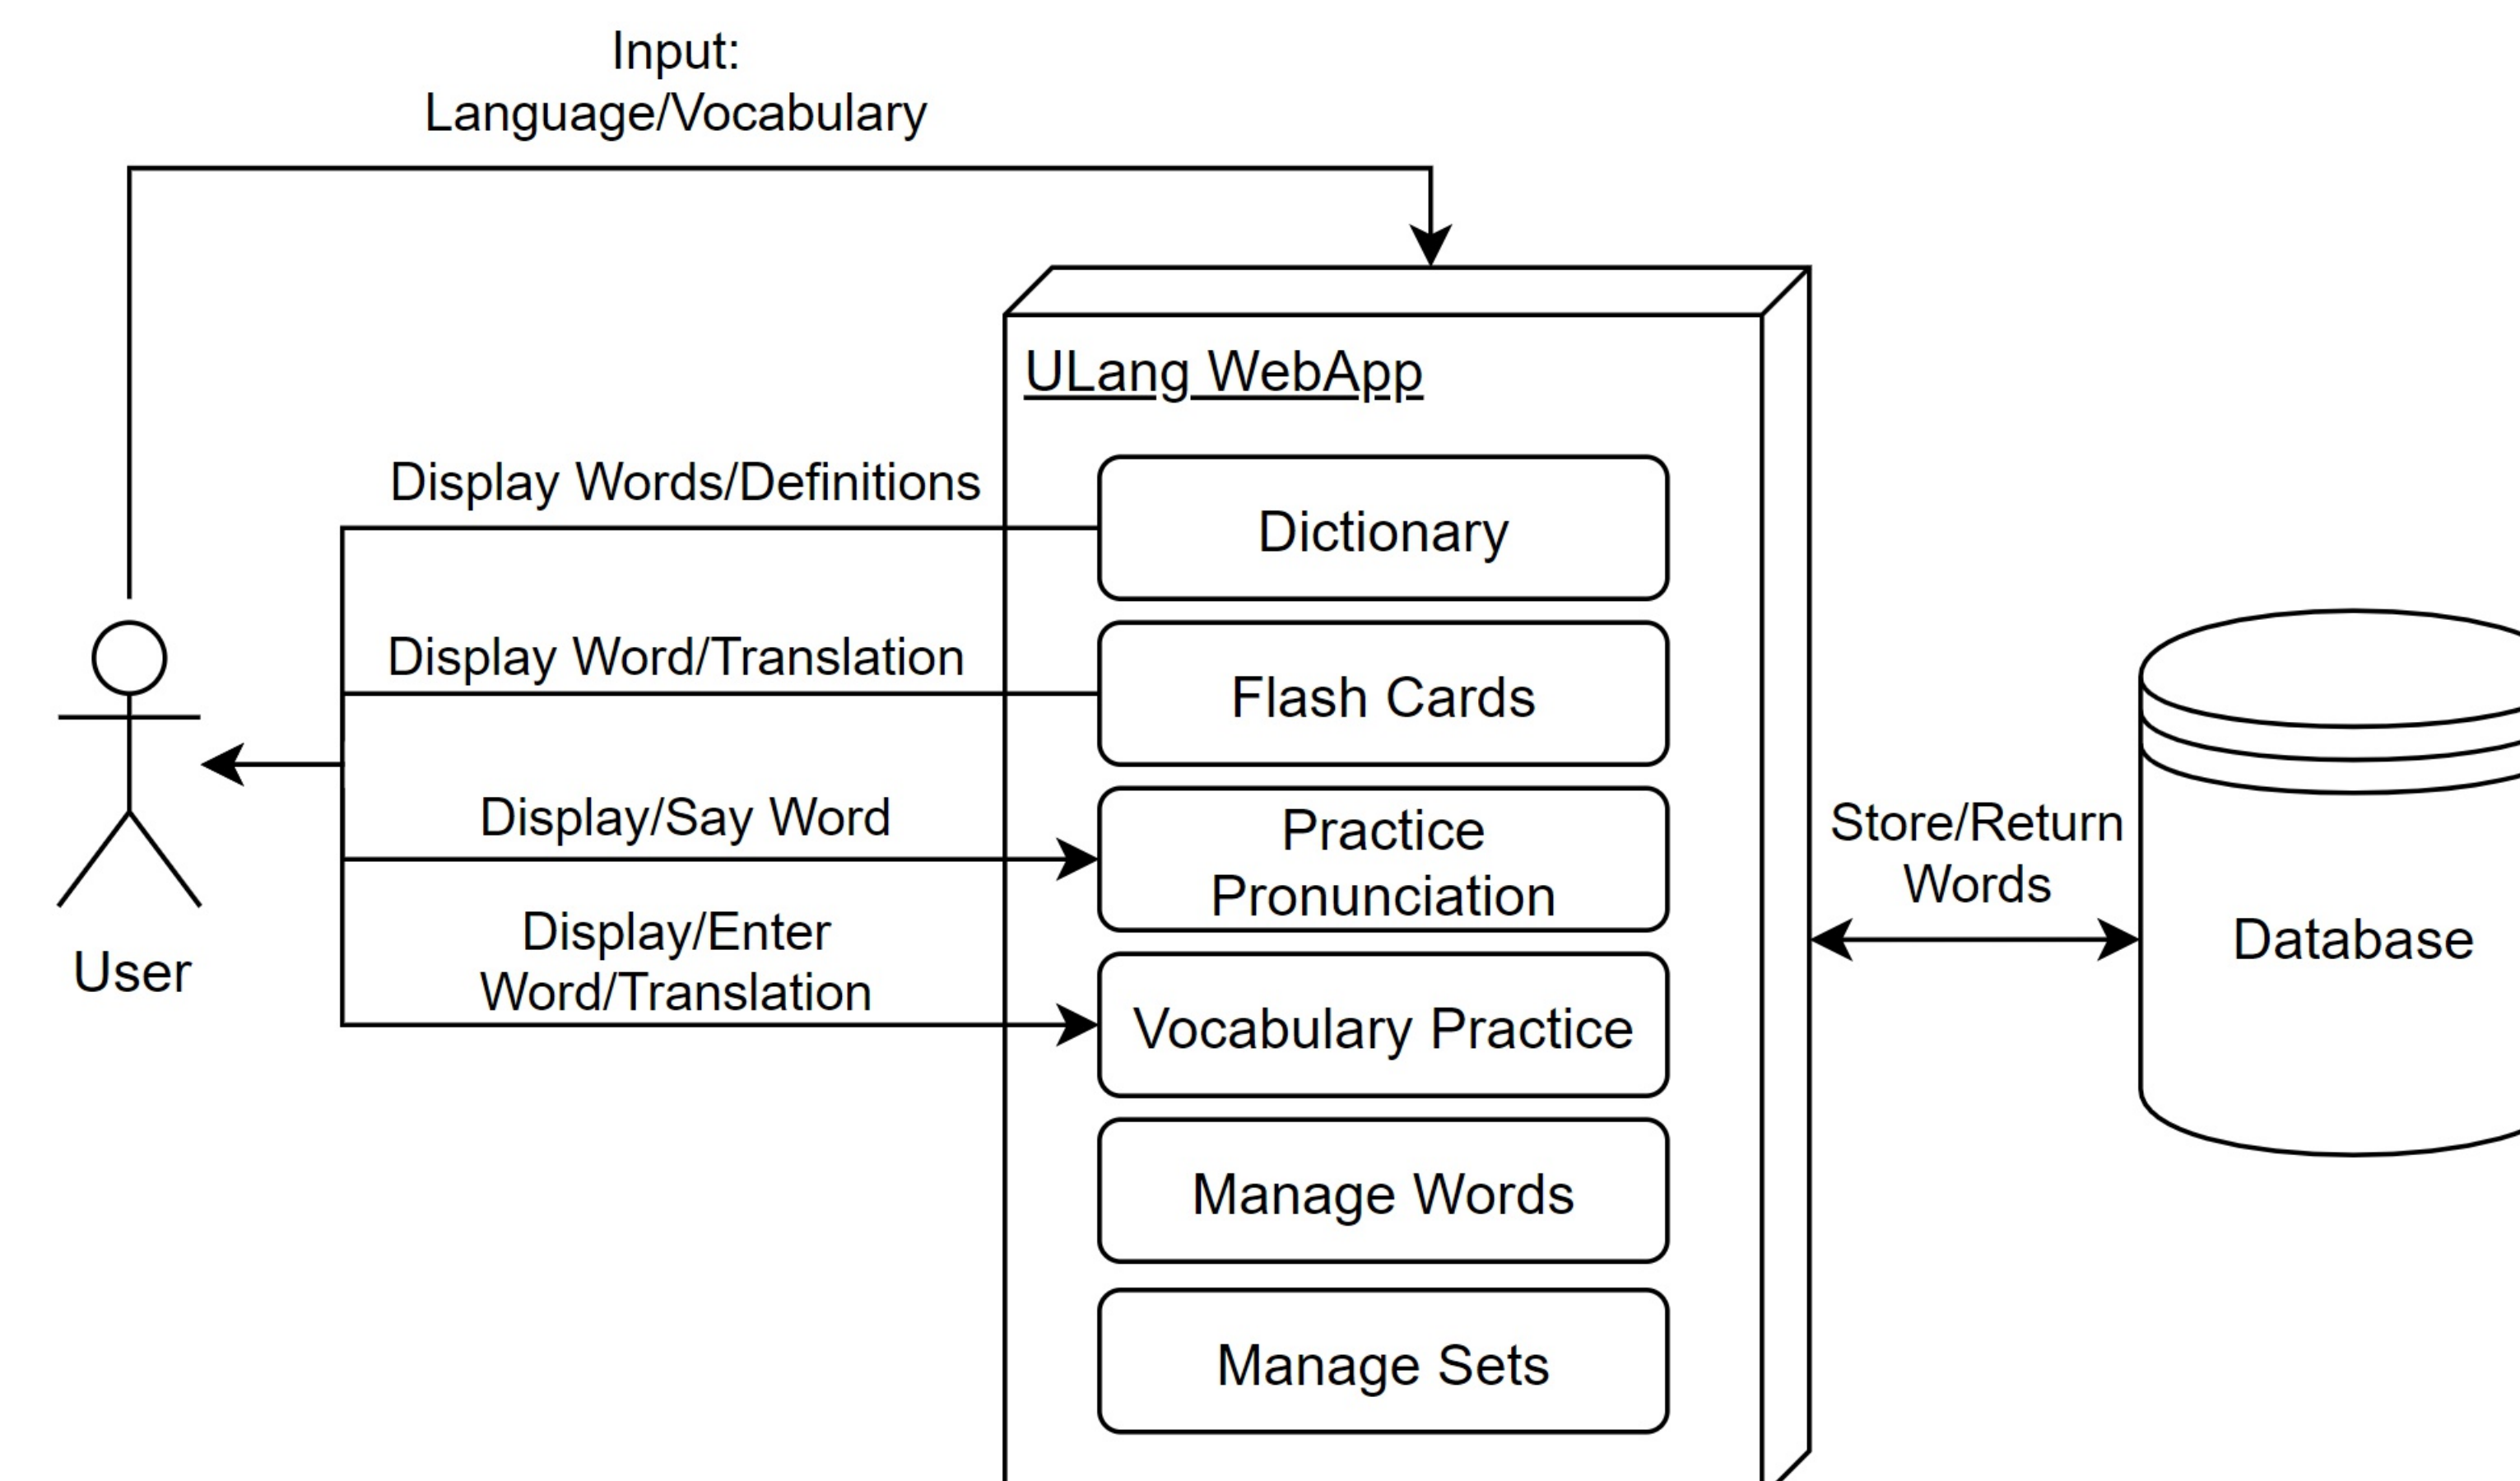 Input:
Language/Vocabulary
ULang WebApp
Display Words/Definitions
Dictionary
Display Word/Translation
Flash Cards
Display/Say Word
Practice
Pronunciation
Store/Return
Words
Display/Enter
Word/Translation
Vocabulary Practice
Database
User
Manage Words
Manage Sets